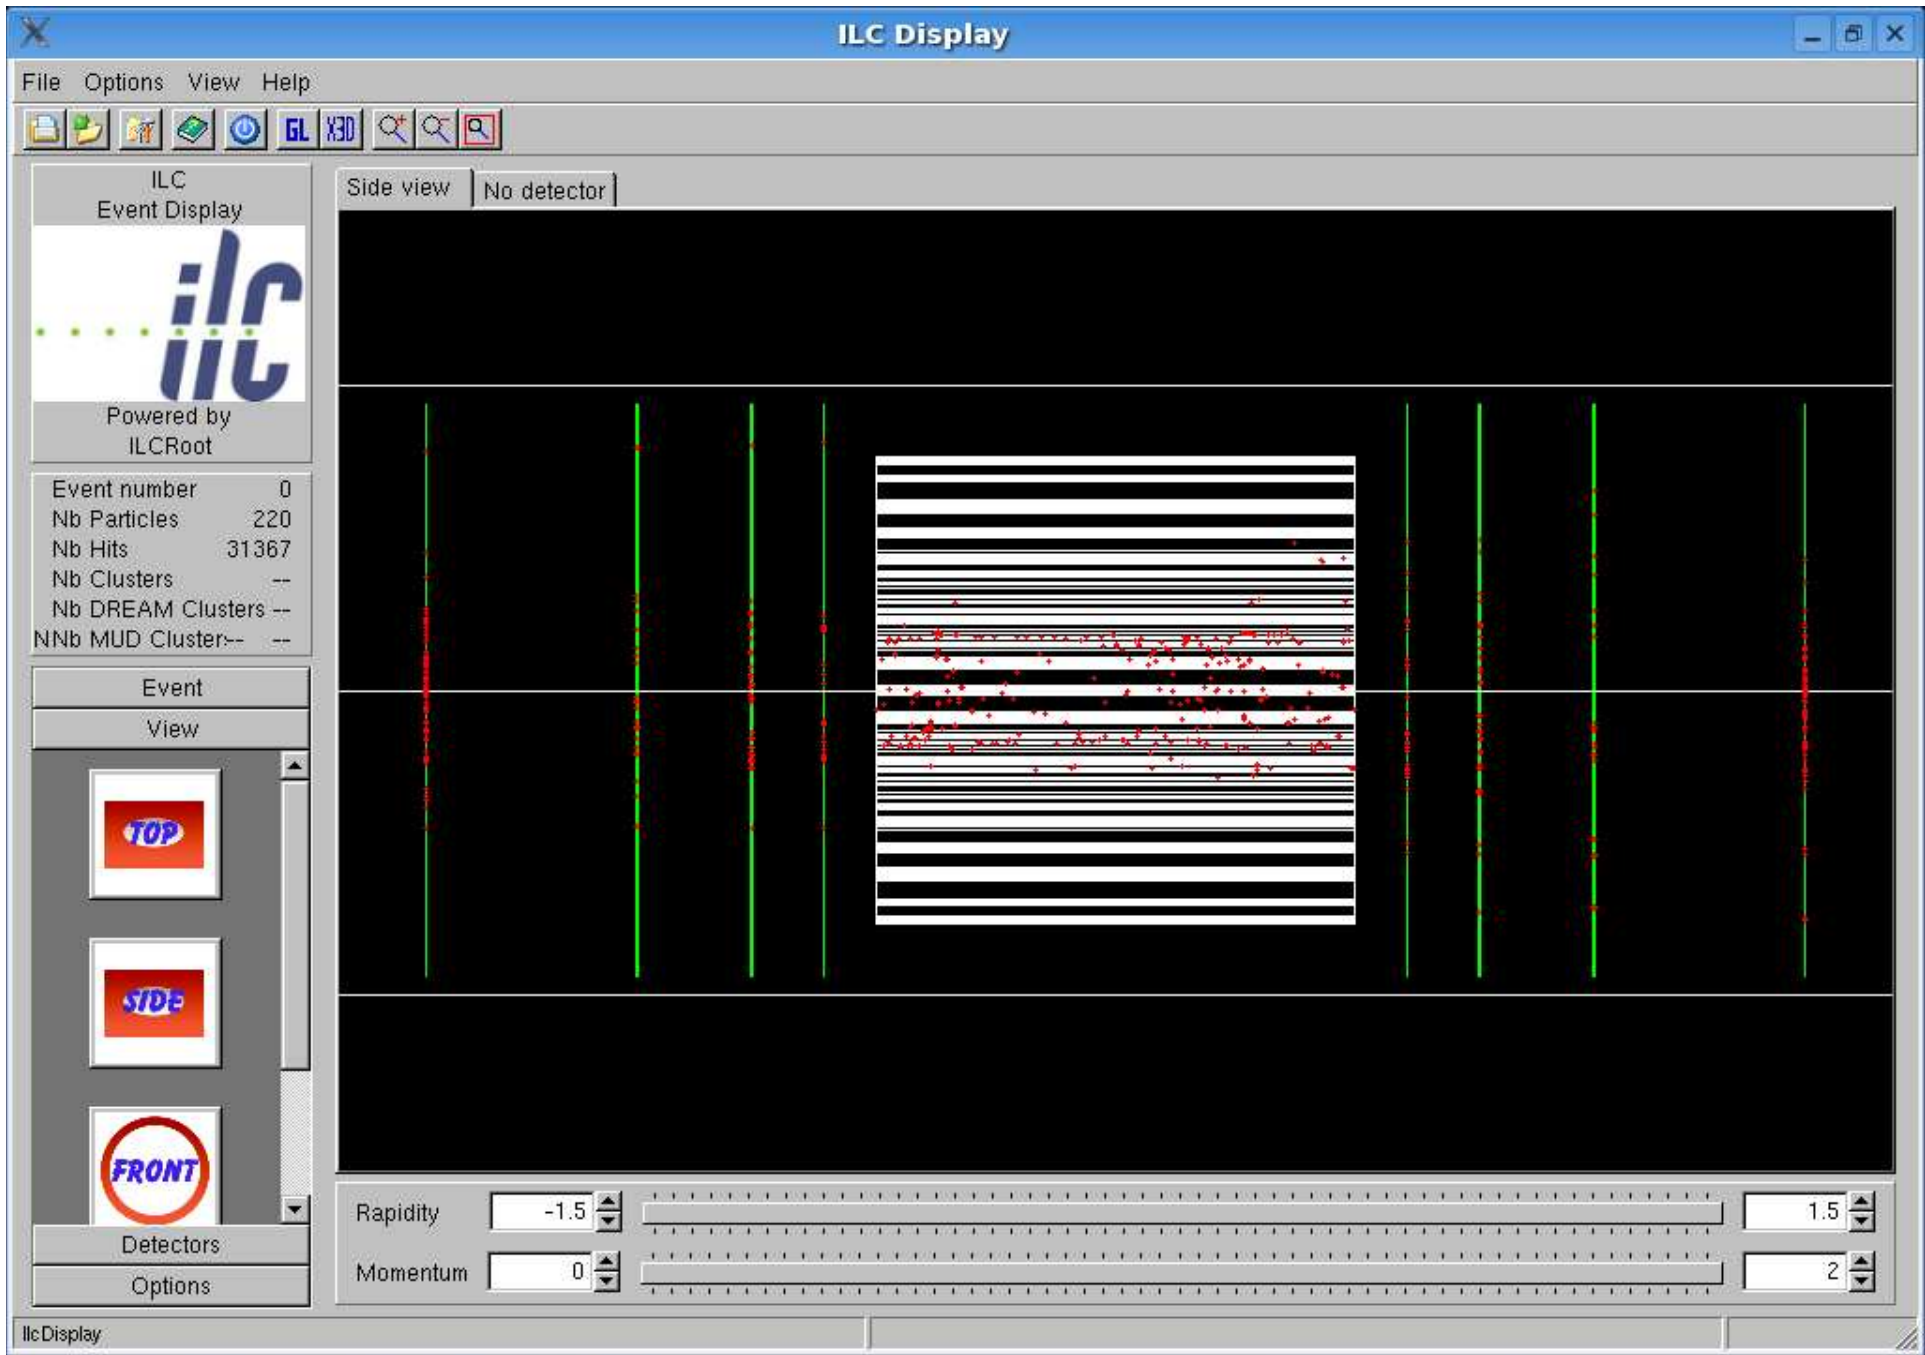 ILC Display
File Options View Help
GL X3D
ILC
Event Display
ilc
Powered by
ILCRoot
Event number 0
Nb Particles 220
Nb Hits 31367
Nb Clusters --
Nb DREAM Clusters --
NNb MUD Cluster:-- --
Event
View
TOP
SIDE
FRONT
Detectors
Options
Side view No detector
Rapidity -1.5 1.5
Momentum 0 2
IlcDisplay